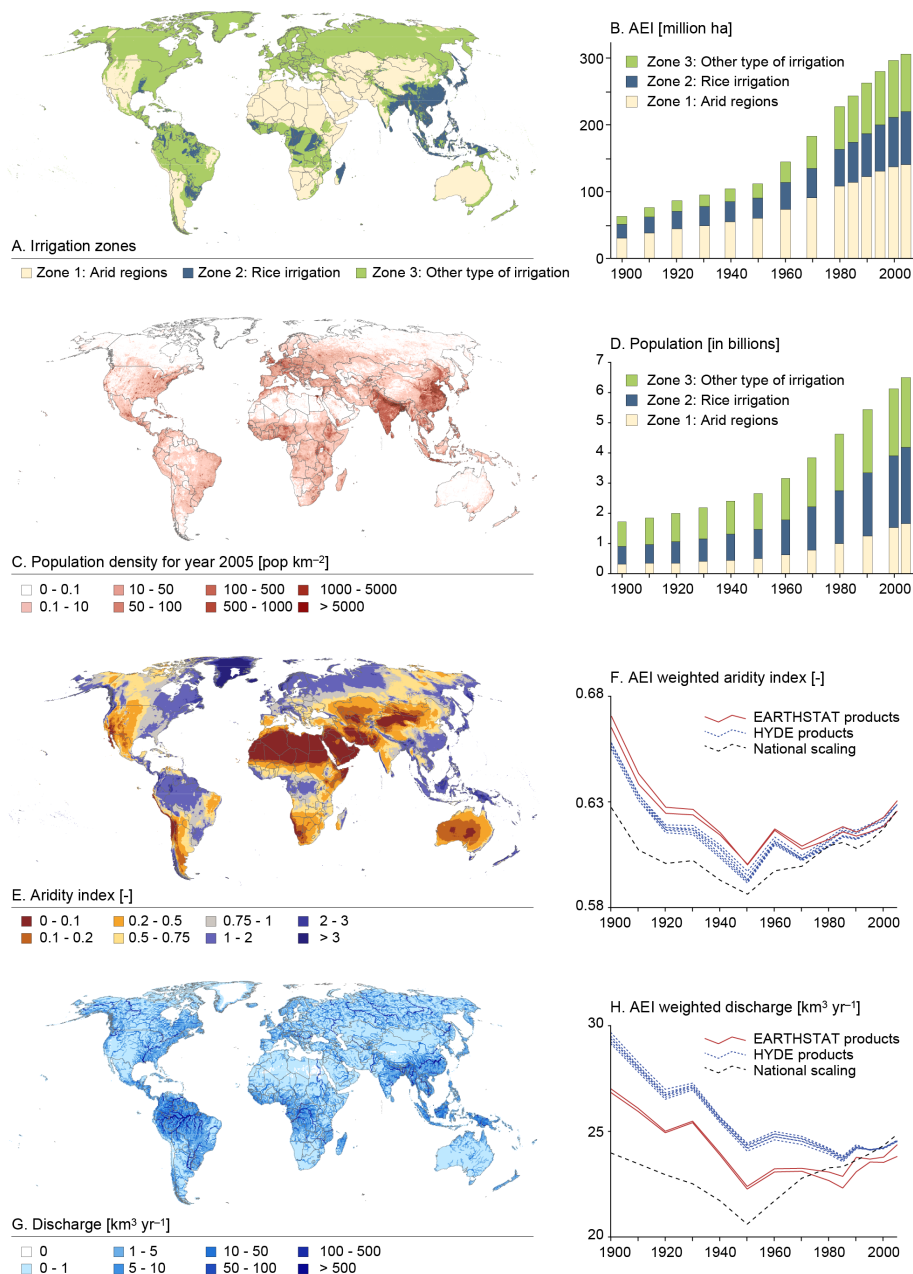 B. AEI [million ha]
300
200
100
0
Zone 3: Other type of irrigation
Zone 2: Rice irrigation
Zone 1: Arid regions
1900 1920 1940 1960 1980 2000
A. Irrigation zones
Zone 1: Arid regions Zone 2: Rice irrigation Zone 3: Other type of irrigation
D. Population [in billions]
7
6
5
4
3
2
1
0
Zone 3: Other type of irrigation
Zone 2: Rice irrigation
Zone 1: Arid regions
1900 1920 1940 1960 1980 2000
C. Population density for year 2005 [pop km–2]
0 - 0.1 10 - 50 100 - 500 1000 - 5000
0.1 - 10 50 - 100 500 - 1000 > 5000
F. AEI weighted aridity index [-]
0.68
0.63
0.58
EARTHSTAT products
HYDE products
National scaling
1900 1920 1940 1960 1980 2000
E. Aridity index [-]
0 - 0.1 0.2 - 0.5 0.75 - 1 2 - 3
0.1 - 0.2 0.5 - 0.75 1 - 2 > 3
H. AEI weighted discharge [km³ yr–1]
30
25
20
EARTHSTAT products
HYDE products
National scaling
1900 1920 1940 1960 1980 2000
G. Discharge [km³ yr–1]
0 1 - 5 10 - 50 100 - 500
0 - 1 5 - 10 50 - 100 > 500